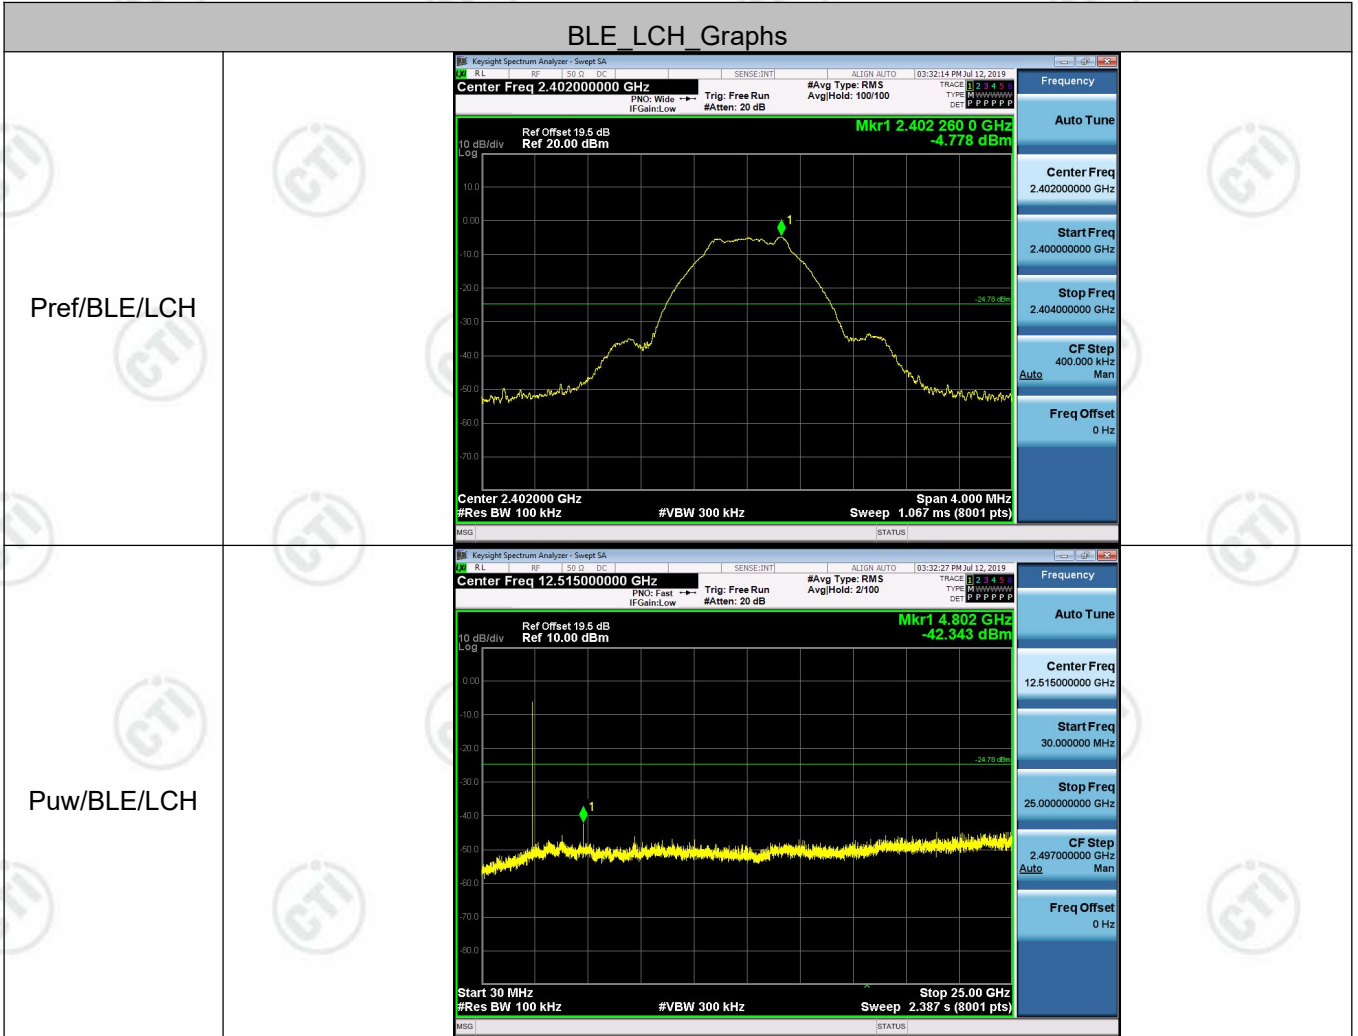 BLE_LCH_Graphs
Pref/BLE/LCH
Keysight Spectrum Analyzer - Swept SA
RL RF 50 Ω DC SENSE:INT ALIGN AUTO 03:32:14 PM Jul 12, 2019
Center Freq 2.402000000 GHz
PNO: Wide
IFGain:Low
Trig: Free Run
#Atten: 20 dB
#Avg Type: RMS
Avg|Hold: 100/100
TRACE 1 2 3 4 5 6
TYPE M W W W W W
DET P P P P P P
Mkr1 2.402 260 0 GHz
-4.778 dBm
Ref Offset 19.5 dB
10 dB/div Ref 20.00 dBm
Log
10.0
0.00
-10.0
-20.0
-30.0
-40.0
-50.0
-60.0
-70.0
1
-24.78 dBm
Center 2.402000 GHz Span 4.000 MHz
#Res BW 100 kHz #VBW 300 kHz Sweep 1.067 ms (8001 pts)
MSG STATUS
Frequency
Auto Tune
Center Freq
2.402000000 GHz
Start Freq
2.400000000 GHz
Stop Freq
2.404000000 GHz
CF Step
400.000 kHz
Auto Man
Freq Offset
0 Hz
Puw/BLE/LCH
Keysight Spectrum Analyzer - Swept SA
RL RF 50 Ω DC SENSE:INT ALIGN AUTO 03:32:27 PM Jul 12, 2019
Center Freq 12.515000000 GHz
PNO: Fast
IFGain:Low
Trig: Free Run
#Atten: 20 dB
#Avg Type: RMS
Avg|Hold: 2/100
TRACE 1 2 3 4 5 6
TYPE M W W W W W
DET P P P P P P
Mkr1 4.802 GHz
-42.343 dBm
Ref Offset 19.5 dB
10 dB/div Ref 10.00 dBm
Log
0.00
-10.0
-20.0
-30.0
-40.0
-50.0
-60.0
-70.0
-80.0
1
-24.78 dBm
Start 30 MHz Stop 25.00 GHz
#Res BW 100 kHz #VBW 300 kHz Sweep 2.387 s (8001 pts)
MSG STATUS
Frequency
Auto Tune
Center Freq
12.515000000 GHz
Start Freq
30.000000 MHz
Stop Freq
25.000000000 GHz
CF Step
2.497000000 GHz
Auto Man
Freq Offset
0 Hz
CTI
CTI
CTI
CTI
CTI
CTI
CTI
CTI
CTI
CTI
CTI